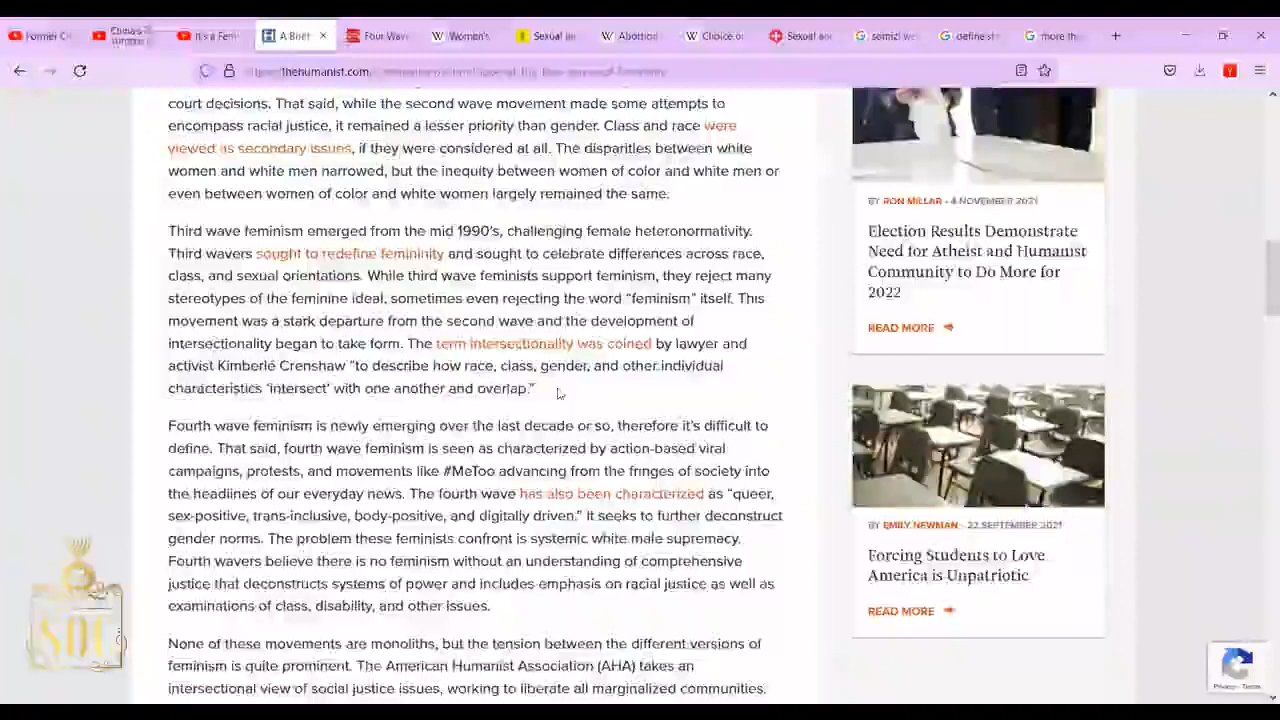 Former C
China's T
It's a Fem
A Brief
Four Wave
Women's
Sexual an
Abortion
Choice or
Sexual and
define s
more th
thehumanist.com
court decisions. That said, while the second wave movement made some attempts to
encompass racial justice, it remained a lesser priority than gender. Class and race were
viewed as secondary issues, if they were considered at all. The disparities between white
women and white men narrowed, but the inequity between women of color and white men or
even between women of color and white women largely remained the same.
Third wave feminism emerged from the mid 1990's, challenging female heteronormativity.
Third wavers sought to redefine femininity and sought to celebrate differences across race,
class, and sexual orientations. While third wave feminists support feminism, they reject many
stereotypes of the feminine ideal, sometimes even rejecting the word "feminism" itself. This
movement was a stark departure from the second wave and the development of
intersectionality began to take form. The term intersectionality was coined by lawyer and
activist Kimberlé Crenshaw "to describe how race, class, gender, and other individual
characteristics 'intersect' with one another and overlap."
Fourth wave feminism is newly emerging over the last decade or so, therefore it's difficult to
define. That said, fourth wave feminism is seen as characterized by action-based viral
campaigns, protests, and movements like #MeToo advancing from the fringes of society into
the headlines of our everyday news. The fourth wave has also been characterized as "queer,
sex-positive, trans-inclusive, body-positive, and digitally driven." It seeks to further deconstruct
gender norms. The problem these feminists confront is systemic white male supremacy.
Fourth wavers believe there is no feminism without an understanding of comprehensive
justice that deconstructs systems of power and includes emphasis on racial justice as well as
examinations of class, disability, and other issues.
None of these movements are monoliths, but the tension between the different versions of
feminism is quite prominent. The American Humanist Association (AHA) takes an
intersectional view of social justice issues, working to liberate all marginalized communities.
BY RON MILLAR - 4 NOVEMBER 2021
Election Results Demonstrate
Need for Atheist and Humanist
Community to Do More for
2022
READ MORE
BY EMILY NEWMAN - 22 SEPTEMBER 2021
Forcing Students to Love
America is Unpatriotic
READ MORE
SDC
Privacy - Terms